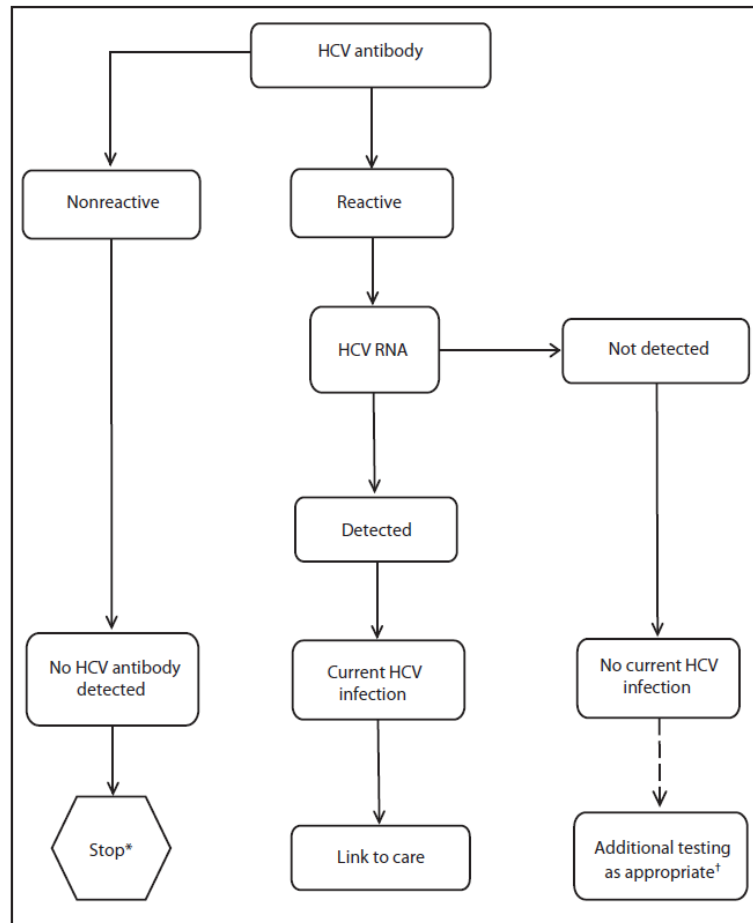 HCV antibody
Nonreactive
Reactive
HCV RNA
Not detected
Detected
No HCV antibody
detected
Current HCV
infection
No current HCV
infection
Stop*
Link to care
Additional testing
as appropriate†